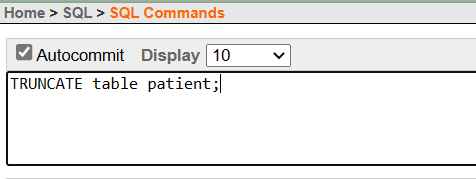 Home > SQL > SQL Commands
Autocommit Display 10
TRUNCATE table patient;